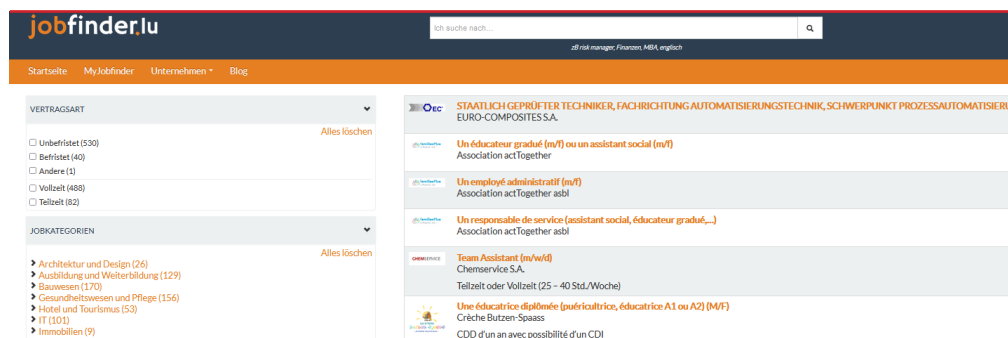 jobfinder.lu
Ich suche nach...
zB risk manager, Finanzen, MBA, englisch
Startseite MyJobfinder Unternehmen Blog
VERTRAGSART
Alles löschen
Unbefristet (530)
Befristet (40)
Andere (1)
Vollzeit (488)
Teilzeit (82)
JOBKATEGORIEN
Alles löschen
Architektur und Design (26)
Ausbildung und Weiterbildung (129)
Bauwesen (170)
Gesundheitswesen und Pflege (156)
Hotel und Tourismus (53)
IT (101)
Immobilien (9)
EC
STAATLICH GEPRÜFTER TECHNIKER, FACHRICHTUNG AUTOMATISIERUNGSTECHNIK, SCHWERPUNKT PROZESSAUTOMATISIERU
EURO-COMPOSITES S.A.
Un éducateur gradué (m/f) ou un assistant social (m/f)
Association actTogether
Un employé administratif (m/f)
Association actTogether asbl
Un responsable de service (assistant social, éducateur gradué,...)
Association actTogether asbl
CHEMSERVICE
Team Assistant (m/w/d)
Chemservice S.A.
Teilzeit oder Vollzeit (25 – 40 Std./Woche)
Une éducatrice diplômée (puéricultrice, éducatrice A1 ou A2) (M/F)
Crèche Butzen-Spaass
CDD d'un an avec possibilité d'un CDI